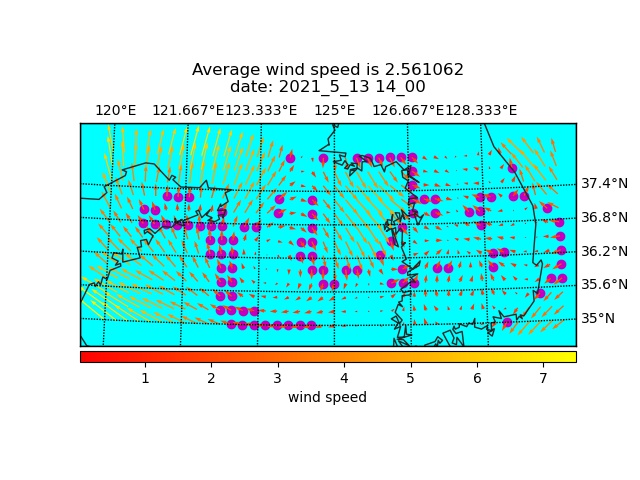 Average wind speed is 2.561062
date: 2021_5_13 14_00
120°E 121.667°E 123.333°E 125°E 126.667°E 128.333°E
37.4°N
36.8°N
36.2°N
35.6°N
35°N
1 2 3 4 5 6 7
wind speed